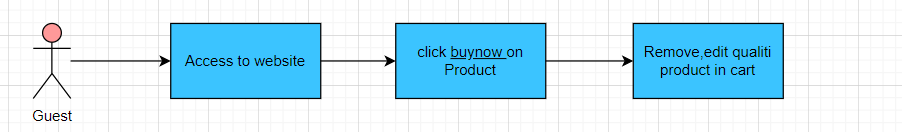 Access to website
click buynow on
Product
Remove,edit qualiti
product in cart
Guest